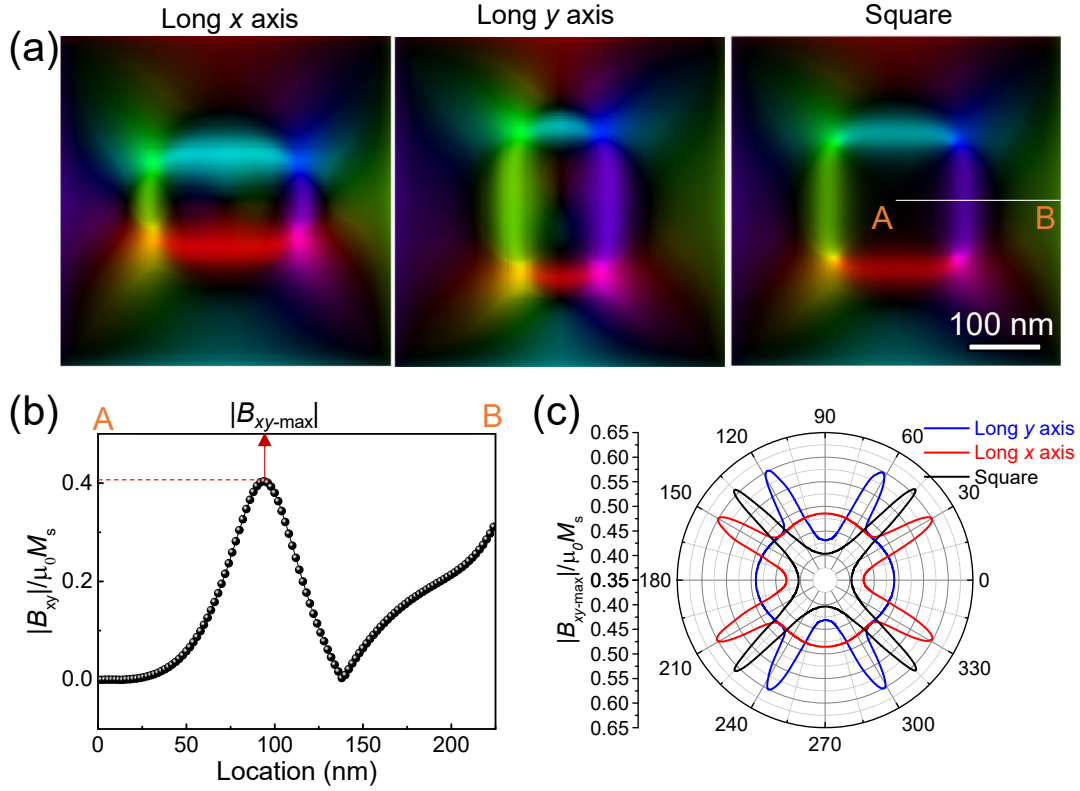 Long x axis
Long y axis
Square
(a)
A
B
100 nm
(b)
A
|Bxy-max|
B
|Bxy|/μ0Ms
0.4
0.2
0.0
0
50
100
150
200
Location (nm)
(c)
|Bxy-max|/μ0Ms
0.65
0.60
0.55
0.50
0.45
0.40
0.35
0.40
0.45
0.50
0.55
0.60
0.65
90
120
60
150
30
180
0
210
330
240
300
270
Long y axis
Long x axis
Square